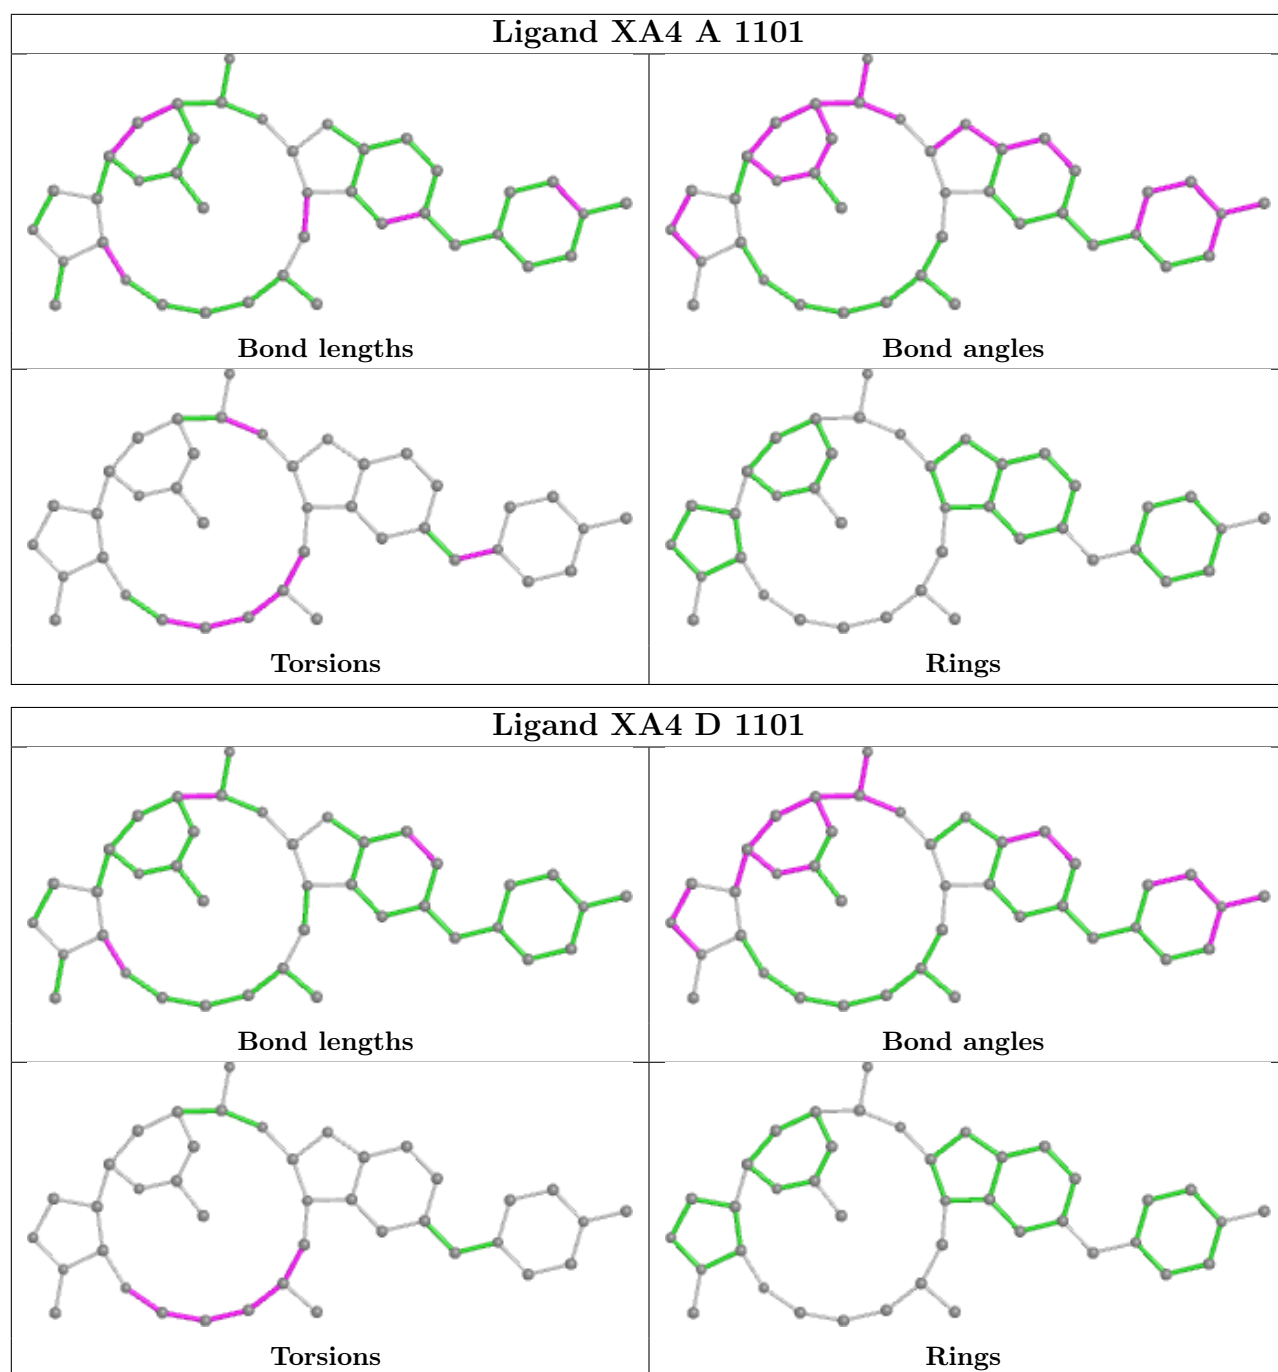 Ligand XA4 A 1101
Bond lengths
Bond angles
Torsions
Rings
Ligand XA4 D 1101
Bond lengths
Bond angles
Torsions
Rings